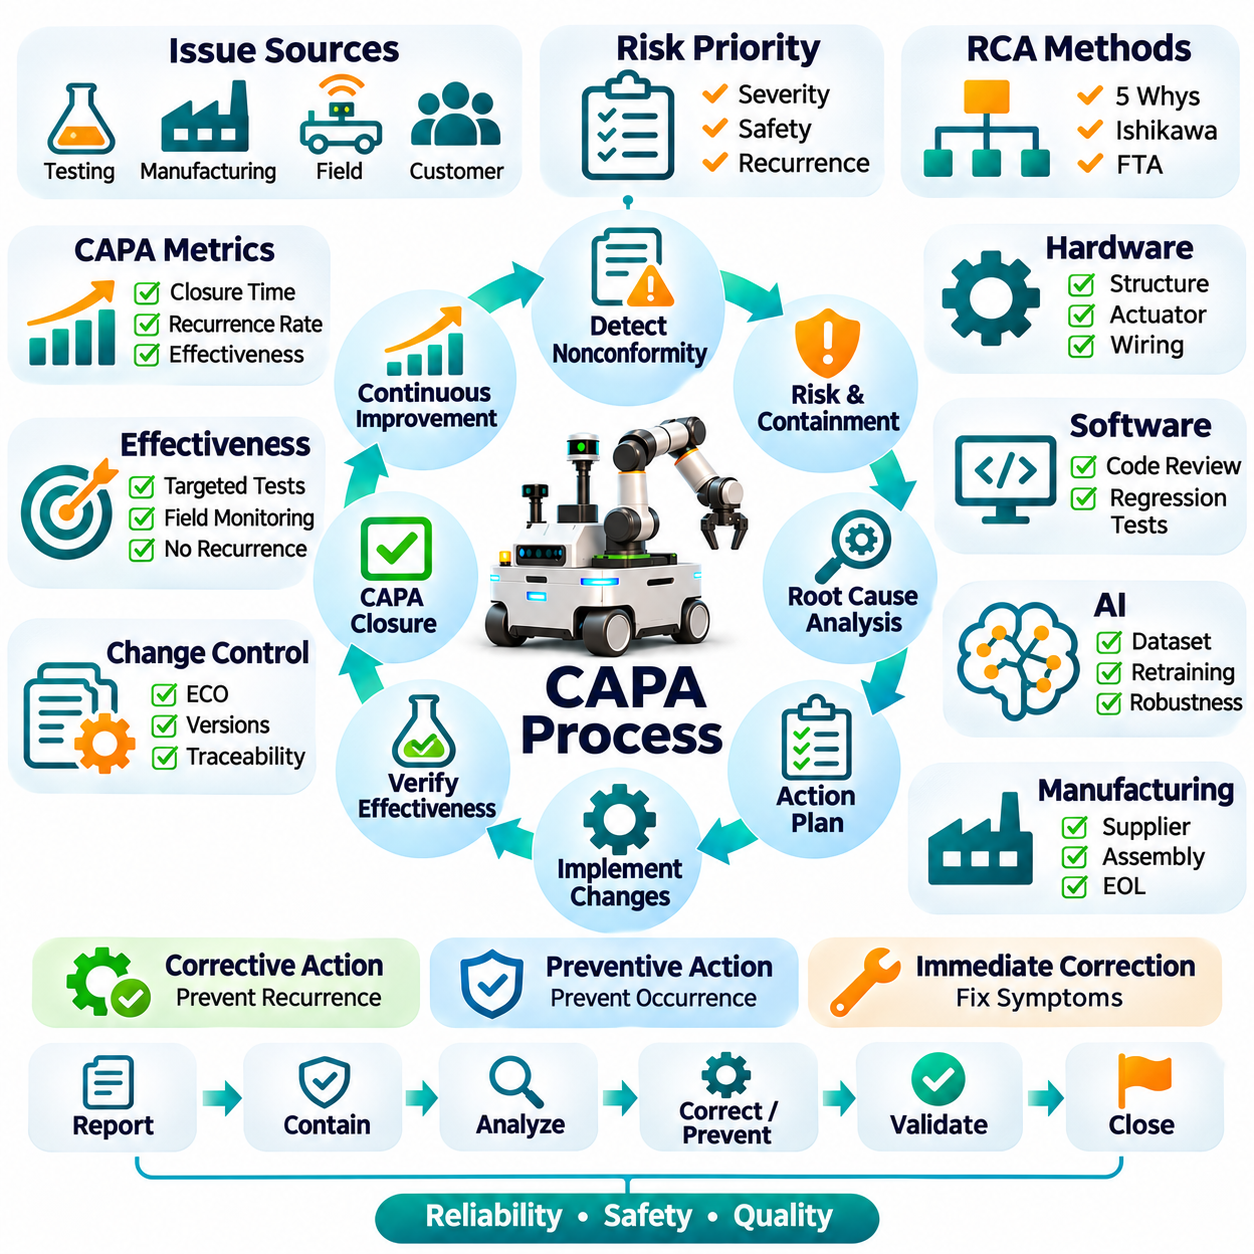 Issue Sources
Testing
Manufacturing
Field
Customer
Risk Priority
Severity
Safety
Recurrence
RCA Methods
5 Whys
Ishikawa
FTA
CAPA Metrics
Closure Time
Recurrence Rate
Effectiveness
Effectiveness
Targeted Tests
Field Monitoring
No Recurrence
Change Control
ECO
Versions
Traceability
Detect
Nonconformity
Risk &
Containment
Root Cause
Analysis
Action
Plan
Implement
Changes
Verify
Effectiveness
CAPA
Closure
Continuous
Improvement
CAPA
Process
Hardware
Structure
Actuator
Wiring
Software
Code Review
Regression
Tests
AI
Dataset
Retraining
Robustness
Manufacturing
Supplier
Assembly
EOL
Corrective Action
Prevent Recurrence
Preventive Action
Prevent Occurrence
Immediate Correction
Fix Symptoms
Report
Contain
Analyze
Correct /
Prevent
Validate
Close
Reliability • Safety • Quality